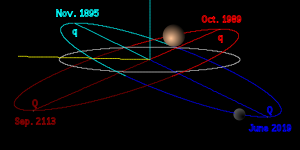 Nov. 1895
Oct. 1989
q
q
Q
Q
Sep. 2113
June 2019